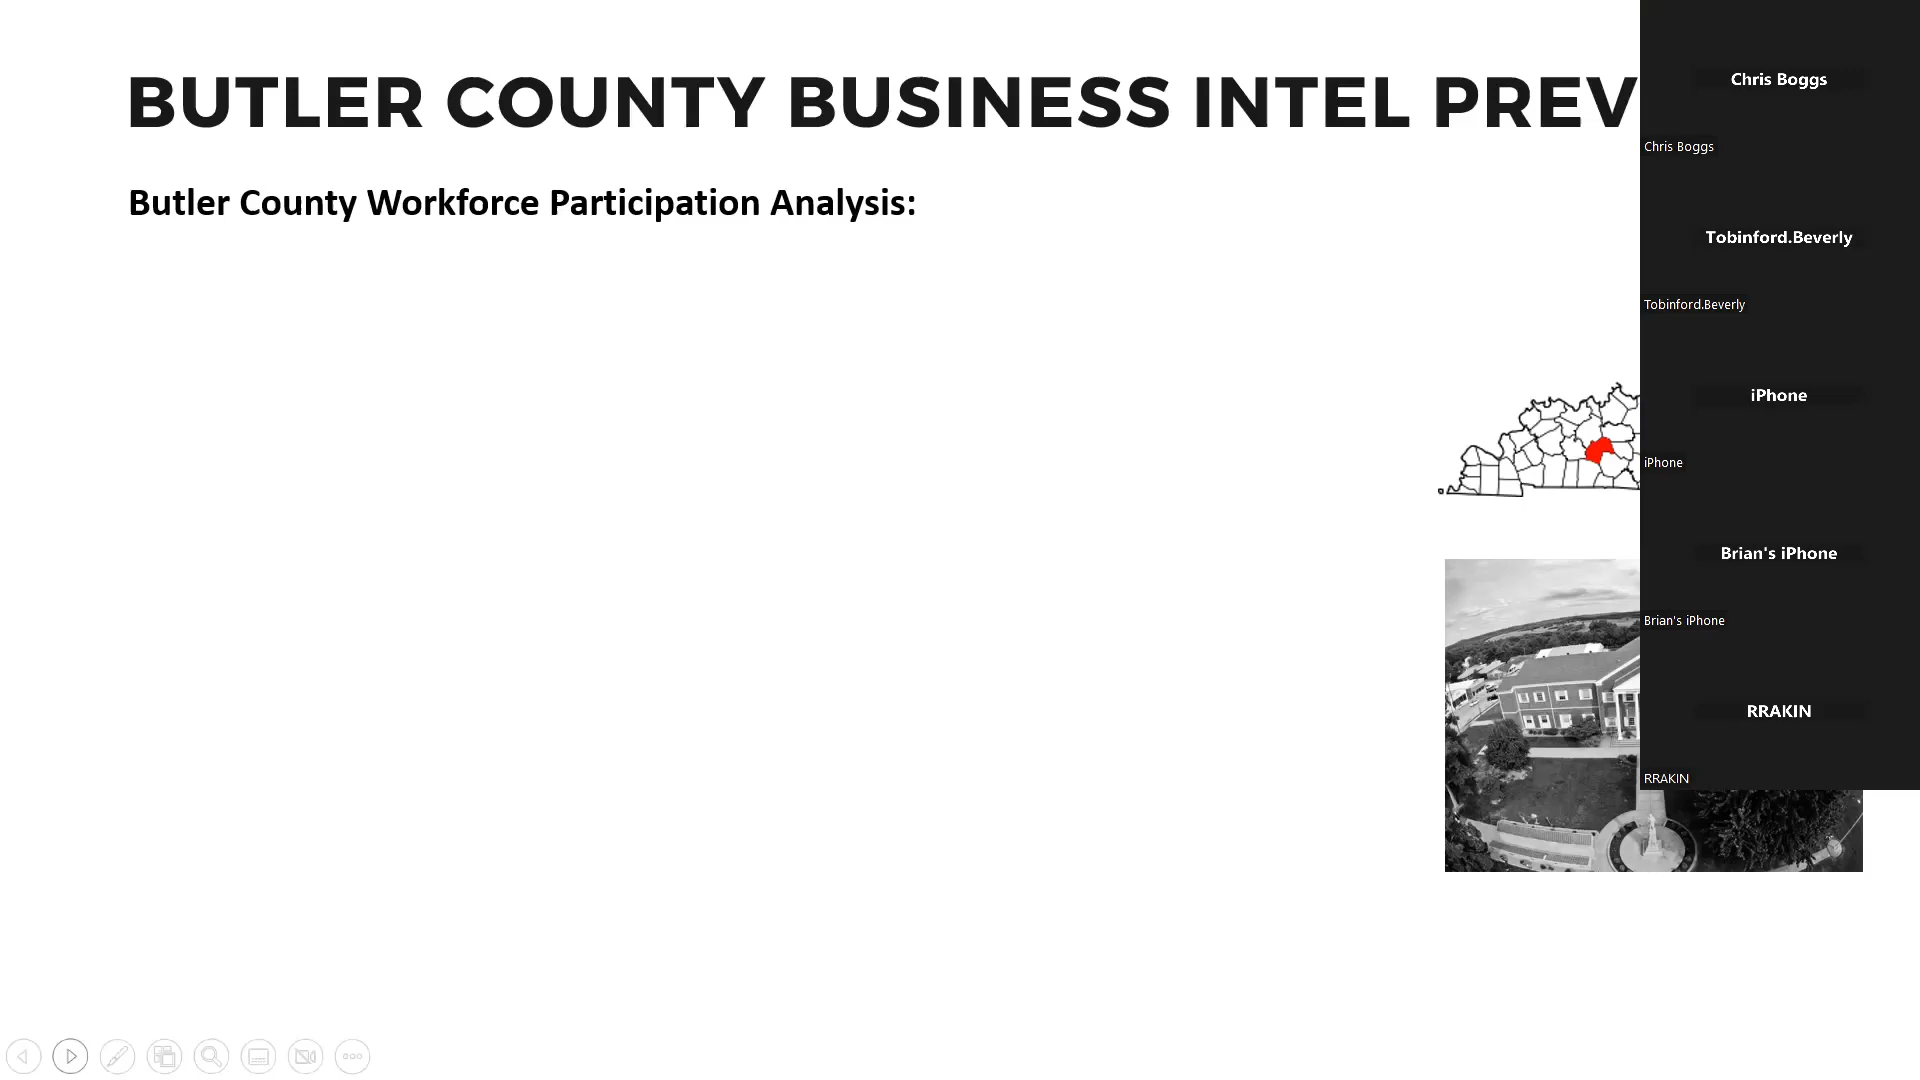 BUTLER COUNTY BUSINESS INTEL PREV
Butler County Workforce Participation Analysis:
Chris Boggs
Chris Boggs
Tobinford.Beverly
Tobinford.Beverly
iPhone
iPhone
Brian's iPhone
Brian's iPhone
RRAKIN
RRAKIN